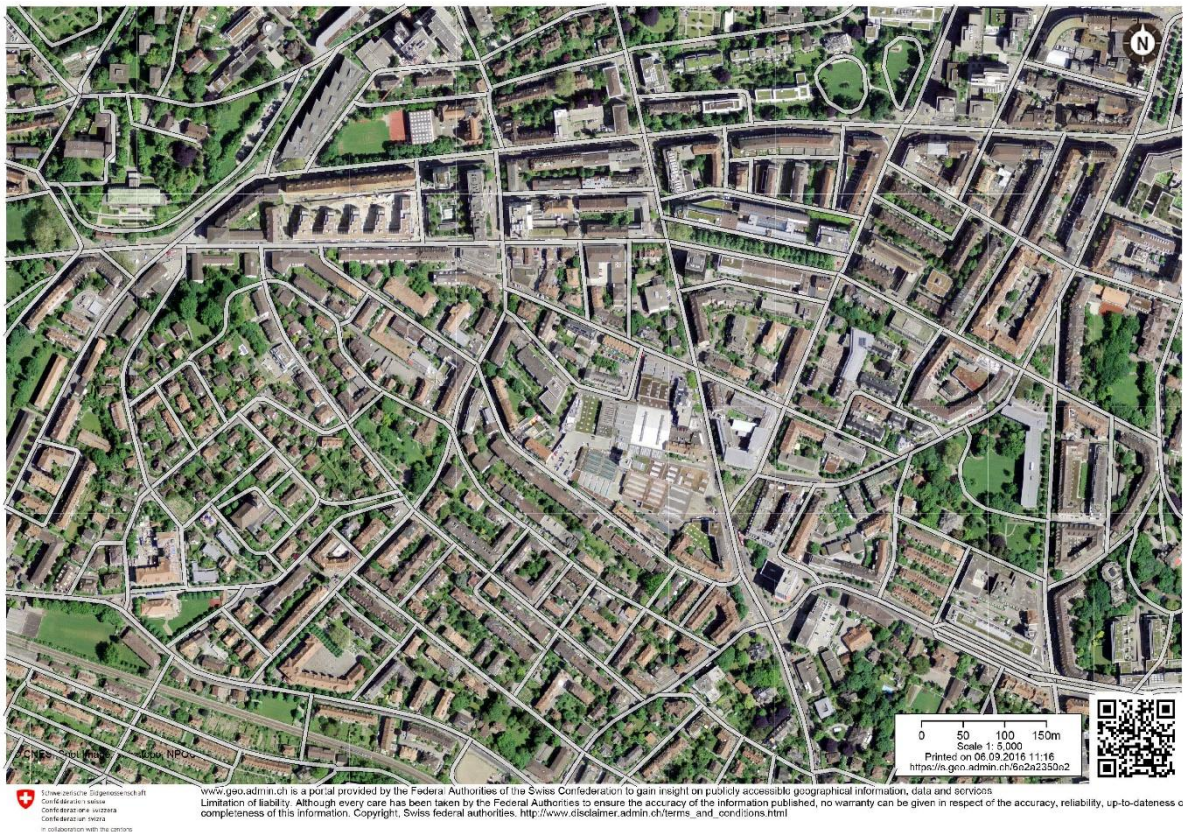 N
0 50 100 150m
Scale 1: 5,000
Printed on 06.09.2016 11:16
https://s.geo.admin.ch/6e2a2350e2
Schweizerische Eidgenossenschaft
Confédération suisse
Confederazione svizzera
Confederaziun svizra
in collaboration with the cantons
www.geo.admin.ch is a portal provided by the Federal Authorities of the Swiss Confederation to gain insight on publicly accessible geographical information, data and services
Limitation of liability. Although every care has been taken by the Federal Authorities to ensure the accuracy of the information published, no warranty can be given in respect of the accuracy, reliability, up-to-dateness o
completeness of this information. Copyright, Swiss federal authorities. http://www.disclaimer.admin.ch/terms_and_conditions.html